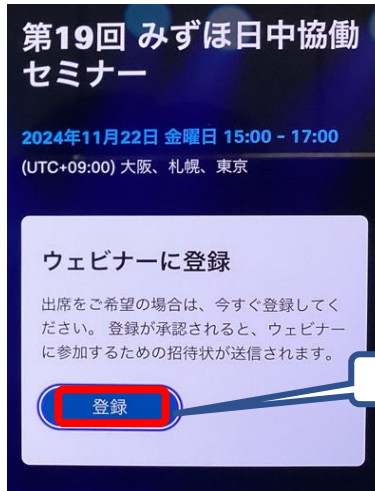 第19回 みずほ日中協働
セミナー
2024年11月22日 金曜日 15:00 - 17:00
(UTC+09:00) 大阪、札幌、東京
ウェビナーに登録
出席をご希望の場合は、今すぐ登録してく
ださい。 登録が承認されると、ウェビナー
に参加するための招待状が送信されます。
登録